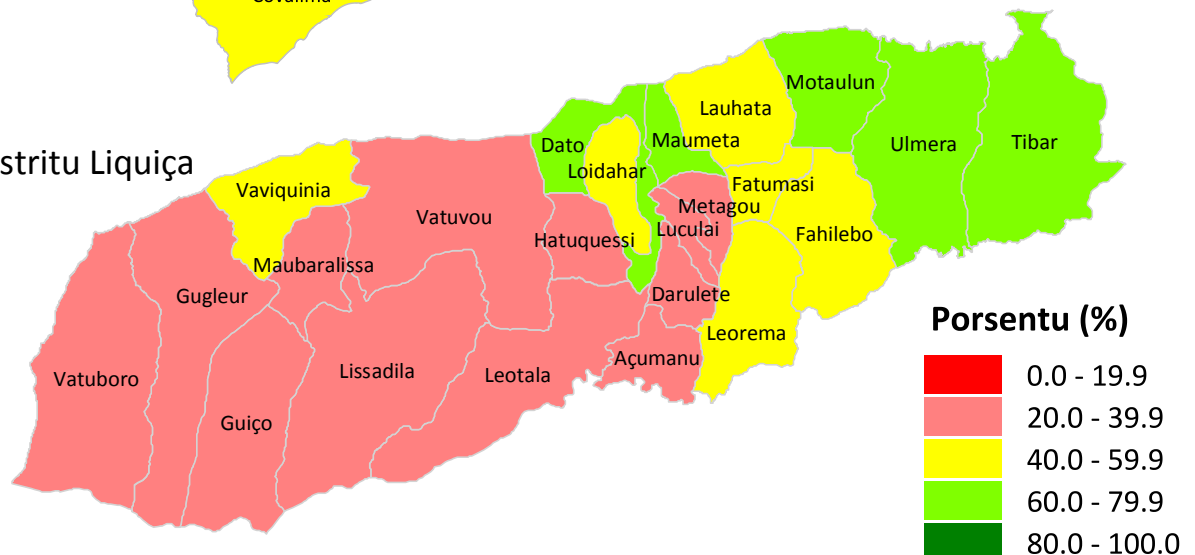 stritu Liquiça
Motaulun
Lauhata
Maumeta
Ulmera
Tibar
Dato
Loidahar
Vaviquinia
Fatumasi
Metagou
Vatuvou
Luculai
Hatuquessi
Fahilebo
Maubaralissa
Gugleur
Darulete
Leorema
Açumanu
Vatuboro
Lissadila
Leotala
Guiço
Porsentu (%)
0.0 - 19.9
20.0 - 39.9
40.0 - 59.9
60.0 - 79.9
80.0 - 100.0